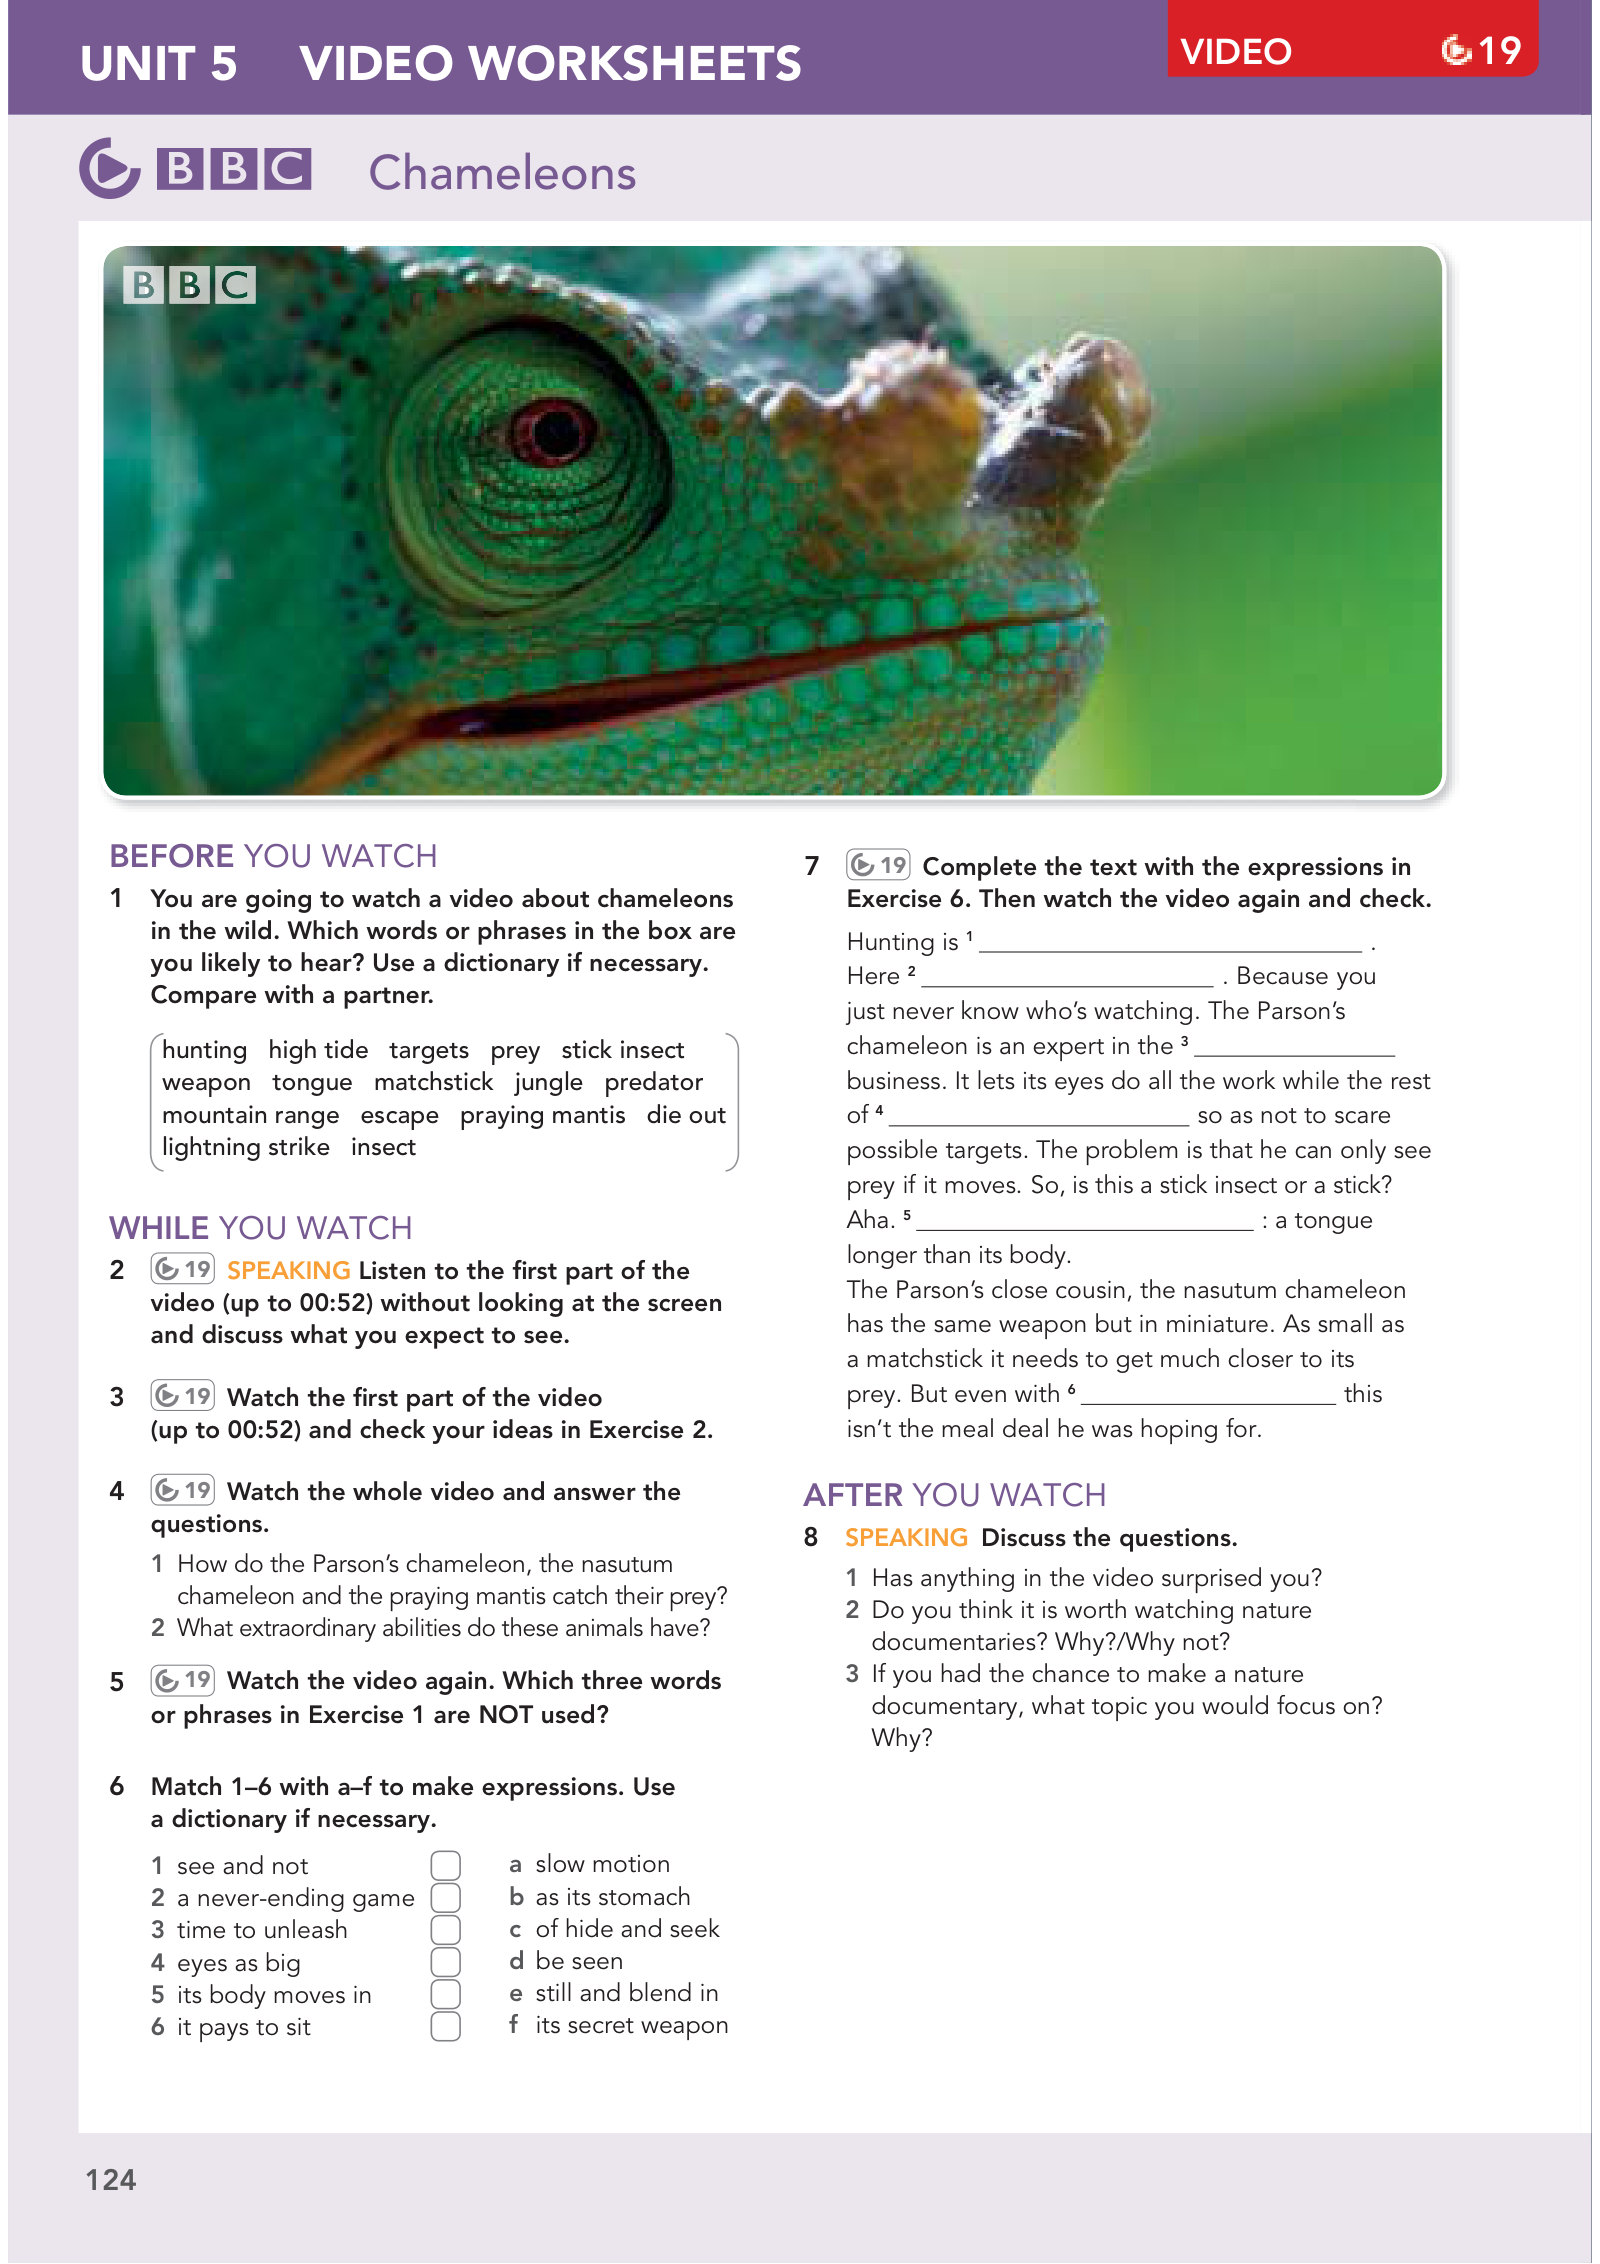 UNIT 5 VIDEO WORKSHEETS
VIDEO 19
BBC Chameleons
BBC
BEFORE YOU WATCH
1 You are going to watch a video about chameleons
in the wild. Which words or phrases in the box are
you likely to hear? Use a dictionary if necessary.
Compare with a partner.
hunting high tide targets prey stick insect
weapon tongue matchstick jungle predator
mountain range escape praying mantis die out
lightning strike insect
WHILE YOU WATCH
2 19 SPEAKING Listen to the first part of the
video (up to 00:52) without looking at the screen
and discuss what you expect to see.
3 19 Watch the first part of the video
(up to 00:52) and check your ideas in Exercise 2.
4 19 Watch the whole video and answer the
questions.
1 How do the Parson's chameleon, the nasutum
chameleon and the praying mantis catch their prey?
2 What extraordinary abilities do these animals have?
5 19 Watch the video again. Which three words
or phrases in Exercise 1 are NOT used?
6 Match 1–6 with a–f to make expressions. Use
a dictionary if necessary.
1 see and not a slow motion
2 a never-ending game b as its stomach
3 time to unleash c of hide and seek
4 eyes as big d be seen
5 its body moves in e still and blend in
6 it pays to sit f its secret weapon
7 19 Complete the text with the expressions in
Exercise 6. Then watch the video again and check.
Hunting is 1 ______ .
Here 2 ______ . Because you
just never know who's watching. The Parson's
chameleon is an expert in the 3 ______
business. It lets its eyes do all the work while the rest
of 4 ______ so as not to scare
possible targets. The problem is that he can only see
prey if it moves. So, is this a stick insect or a stick?
Aha. 5 ______ : a tongue
longer than its body.
The Parson's close cousin, the nasutum chameleon
has the same weapon but in miniature. As small as
a matchstick it needs to get much closer to its
prey. But even with 6 ______ this
isn't the meal deal he was hoping for.
AFTER YOU WATCH
8 SPEAKING Discuss the questions.
1 Has anything in the video surprised you?
2 Do you think it is worth watching nature
documentaries? Why?/Why not?
3 If you had the chance to make a nature
documentary, what topic you would focus on?
Why?
124